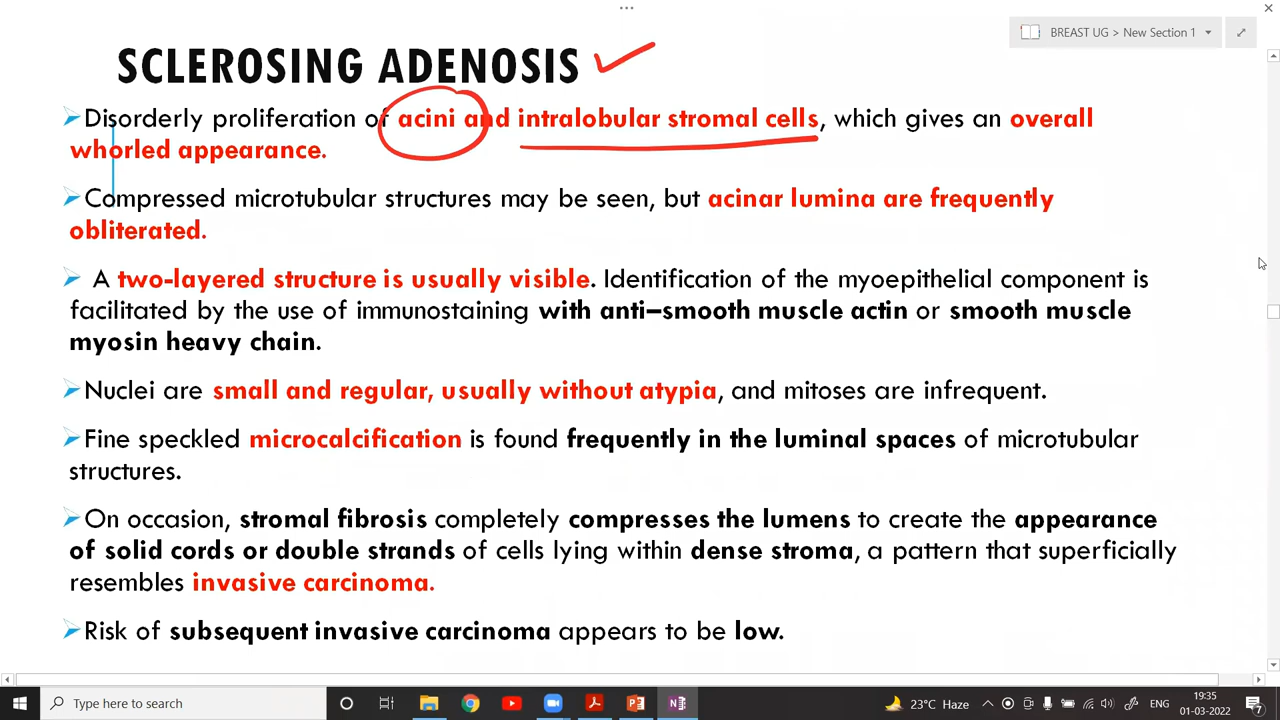 BREAST UG > New Section 1
SCLEROSING ADENOSIS
Disorderly proliferation of acini and intralobular stromal cells, which gives an overall
whorled appearance.
Compressed microtubular structures may be seen, but acinar lumina are frequently
obliterated.
A two-layered structure is usually visible. Identification of the myoepithelial component is
facilitated by the use of immunostaining with anti–smooth muscle actin or smooth muscle
myosin heavy chain.
Nuclei are small and regular, usually without atypia, and mitoses are infrequent.
Fine speckled microcalcification is found frequently in the luminal spaces of microtubular
structures.
On occasion, stromal fibrosis completely compresses the lumens to create the appearance
of solid cords or double strands of cells lying within dense stroma, a pattern that superficially
resembles invasive carcinoma.
Risk of subsequent invasive carcinoma appears to be low.
Type here to search
23°C Haze
ENG
19:35
01-03-2022
7